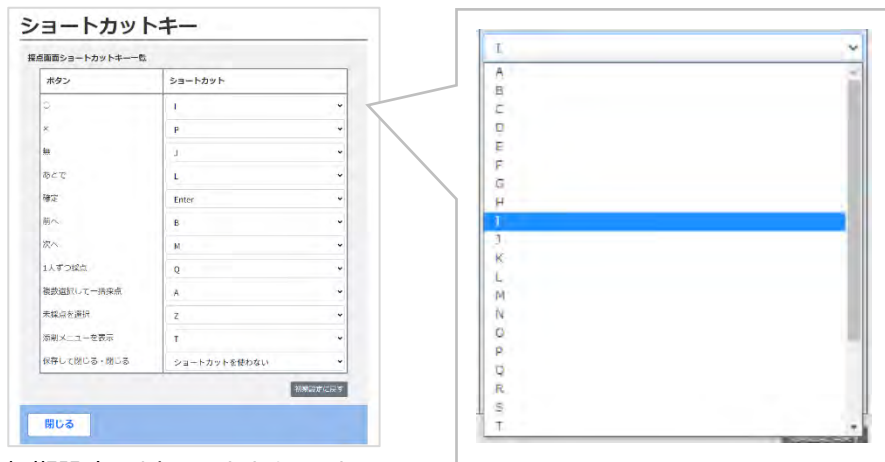 ショートカットキー
採点画面ショートカットキー一覧
ボタン ショートカット
○ I
× P
無 J
あとで L
確定 Enter
前へ B
次へ M
1人ずつ採点 Q
複数選択して一括採点 A
未採点を選択 Z
添削メニューを表示 T
保存して閉じる・閉じる ショートカットを使わない
初期設定に戻す
閉じる
I
A
B
C
D
E
F
G
H
I
J
K
L
M
N
O
P
Q
R
S
T